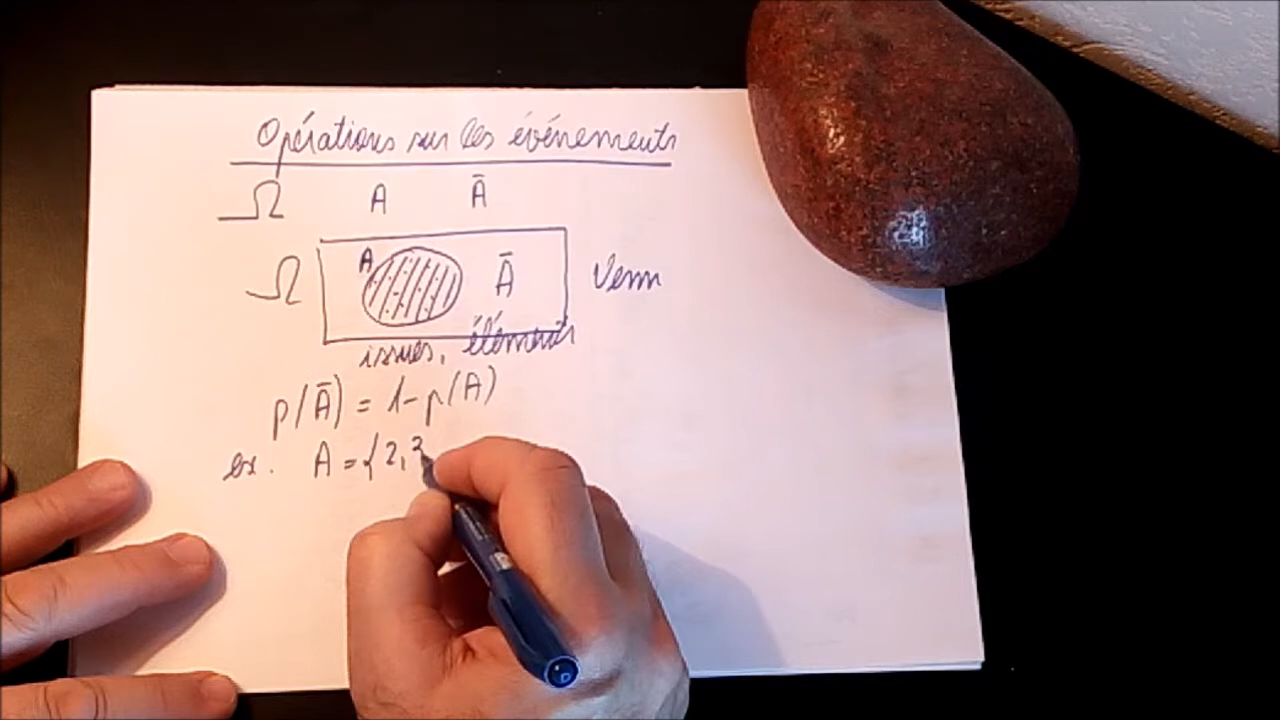 Opérations sur les événements
Ω A Ā
Ω A Ā Venn
issues, éléments
p(Ā) = 1-p(A)
ex. A = {2,3